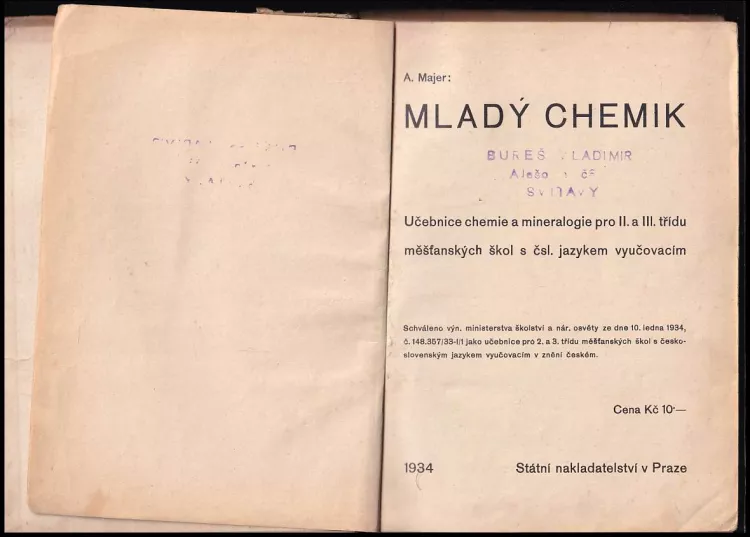 A. Majer:
MLADÝ CHEMIK
BUREŠ VLADIMIR
SVITAVY
Učebnice chemie a mineralogie pro II. a III. třídu
měšťanských škol s čsl. jazykem vyučovacím
Schváleno výn. ministerstva školství a nár. osvěty ze dne 10. ledna 1934,
č. 148.357/33-I/1 jako učebnice pro 2. a 3. třídu měšťanských škol s česko-
slovenským jazykem vyučovacím v znění českém.
Cena Kč 10·—
1934 Státní nakladatelství v Praze